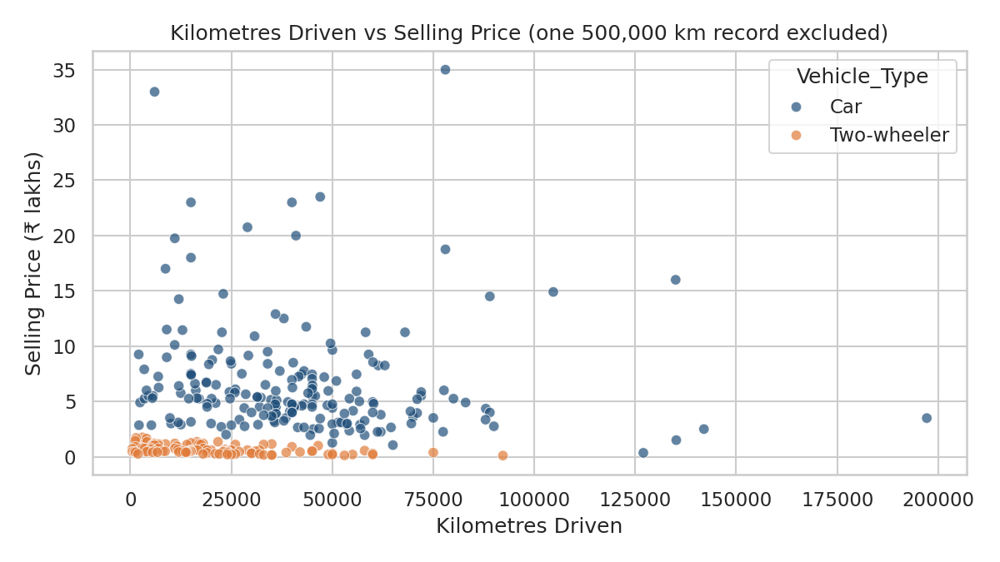 Kilometres Driven vs Selling Price (one 500,000 km record excluded)
Vehicle_Type
Car
Two-wheeler
Selling Price (₹ lakhs)
35
30
25
20
15
10
5
0
0 25000 50000 75000 100000 125000 150000 175000 200000
Kilometres Driven